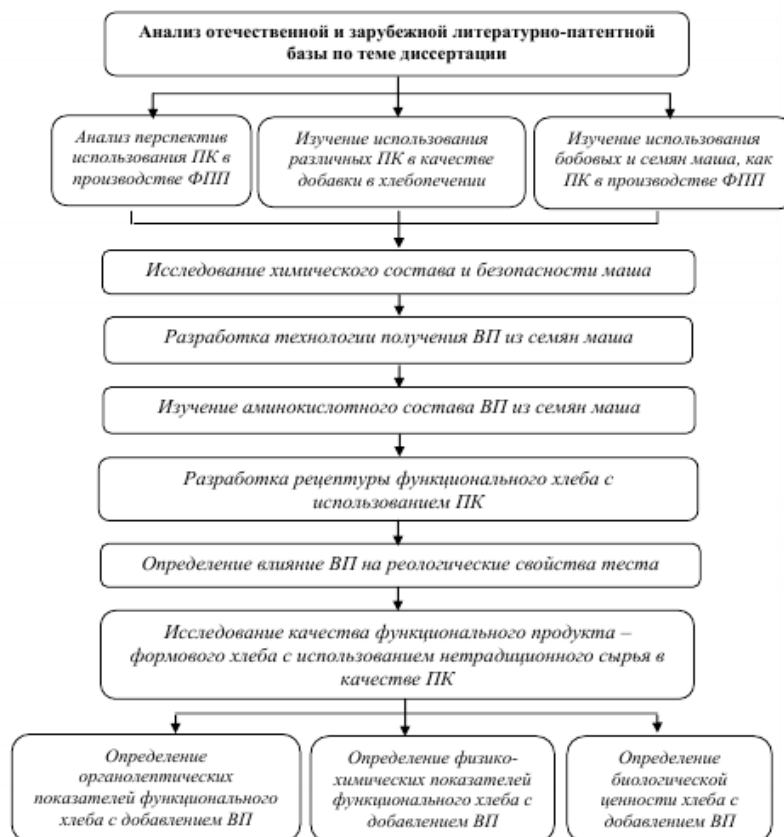 Анализ отечественной и зарубежной литературно-патентной
базы по теме диссертации
Анализ перспектив
использования ПК в
производстве ФПП
Изучение использования
различных ПК в качестве
добавки в хлебопечении
Изучение использования
бобовых и семян маша, как
ПК в производстве ФПП
Исследование химического состава и безопасности маша
Разработка технологии получения ВП из семян маша
Изучение аминокислотного состава ВП из семян маша
Разработка рецептуры функционального хлеба с
использованием ПК
Определение влияние ВП на реологические свойства теста
Исследование качества функционального продукта –
формового хлеба с использованием нетрадиционного сырья в
качестве ПК
Определение
органолептических
показателей функционального
хлеба с добавлением ВП
Определение физико-
химических показателей
функционального хлеба с
добавлением ВП
Определение
биологической
ценности хлеба с
добавлением ВП